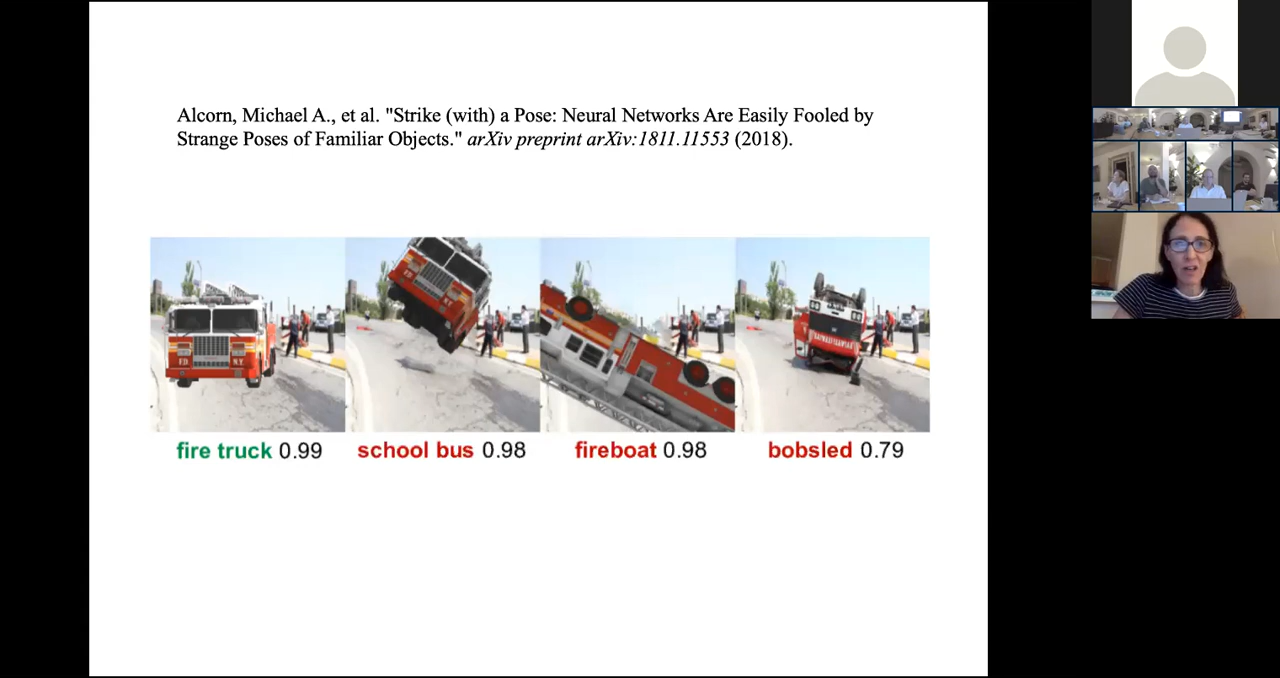 Alcorn, Michael A., et al. "Strike (with) a Pose: Neural Networks Are Easily Fooled by
Strange Poses of Familiar Objects." arXiv preprint arXiv:1811.11553 (2018).
F.D. N.Y.
fire truck 0.99 school bus 0.98 fireboat 0.98 bobsled 0.79